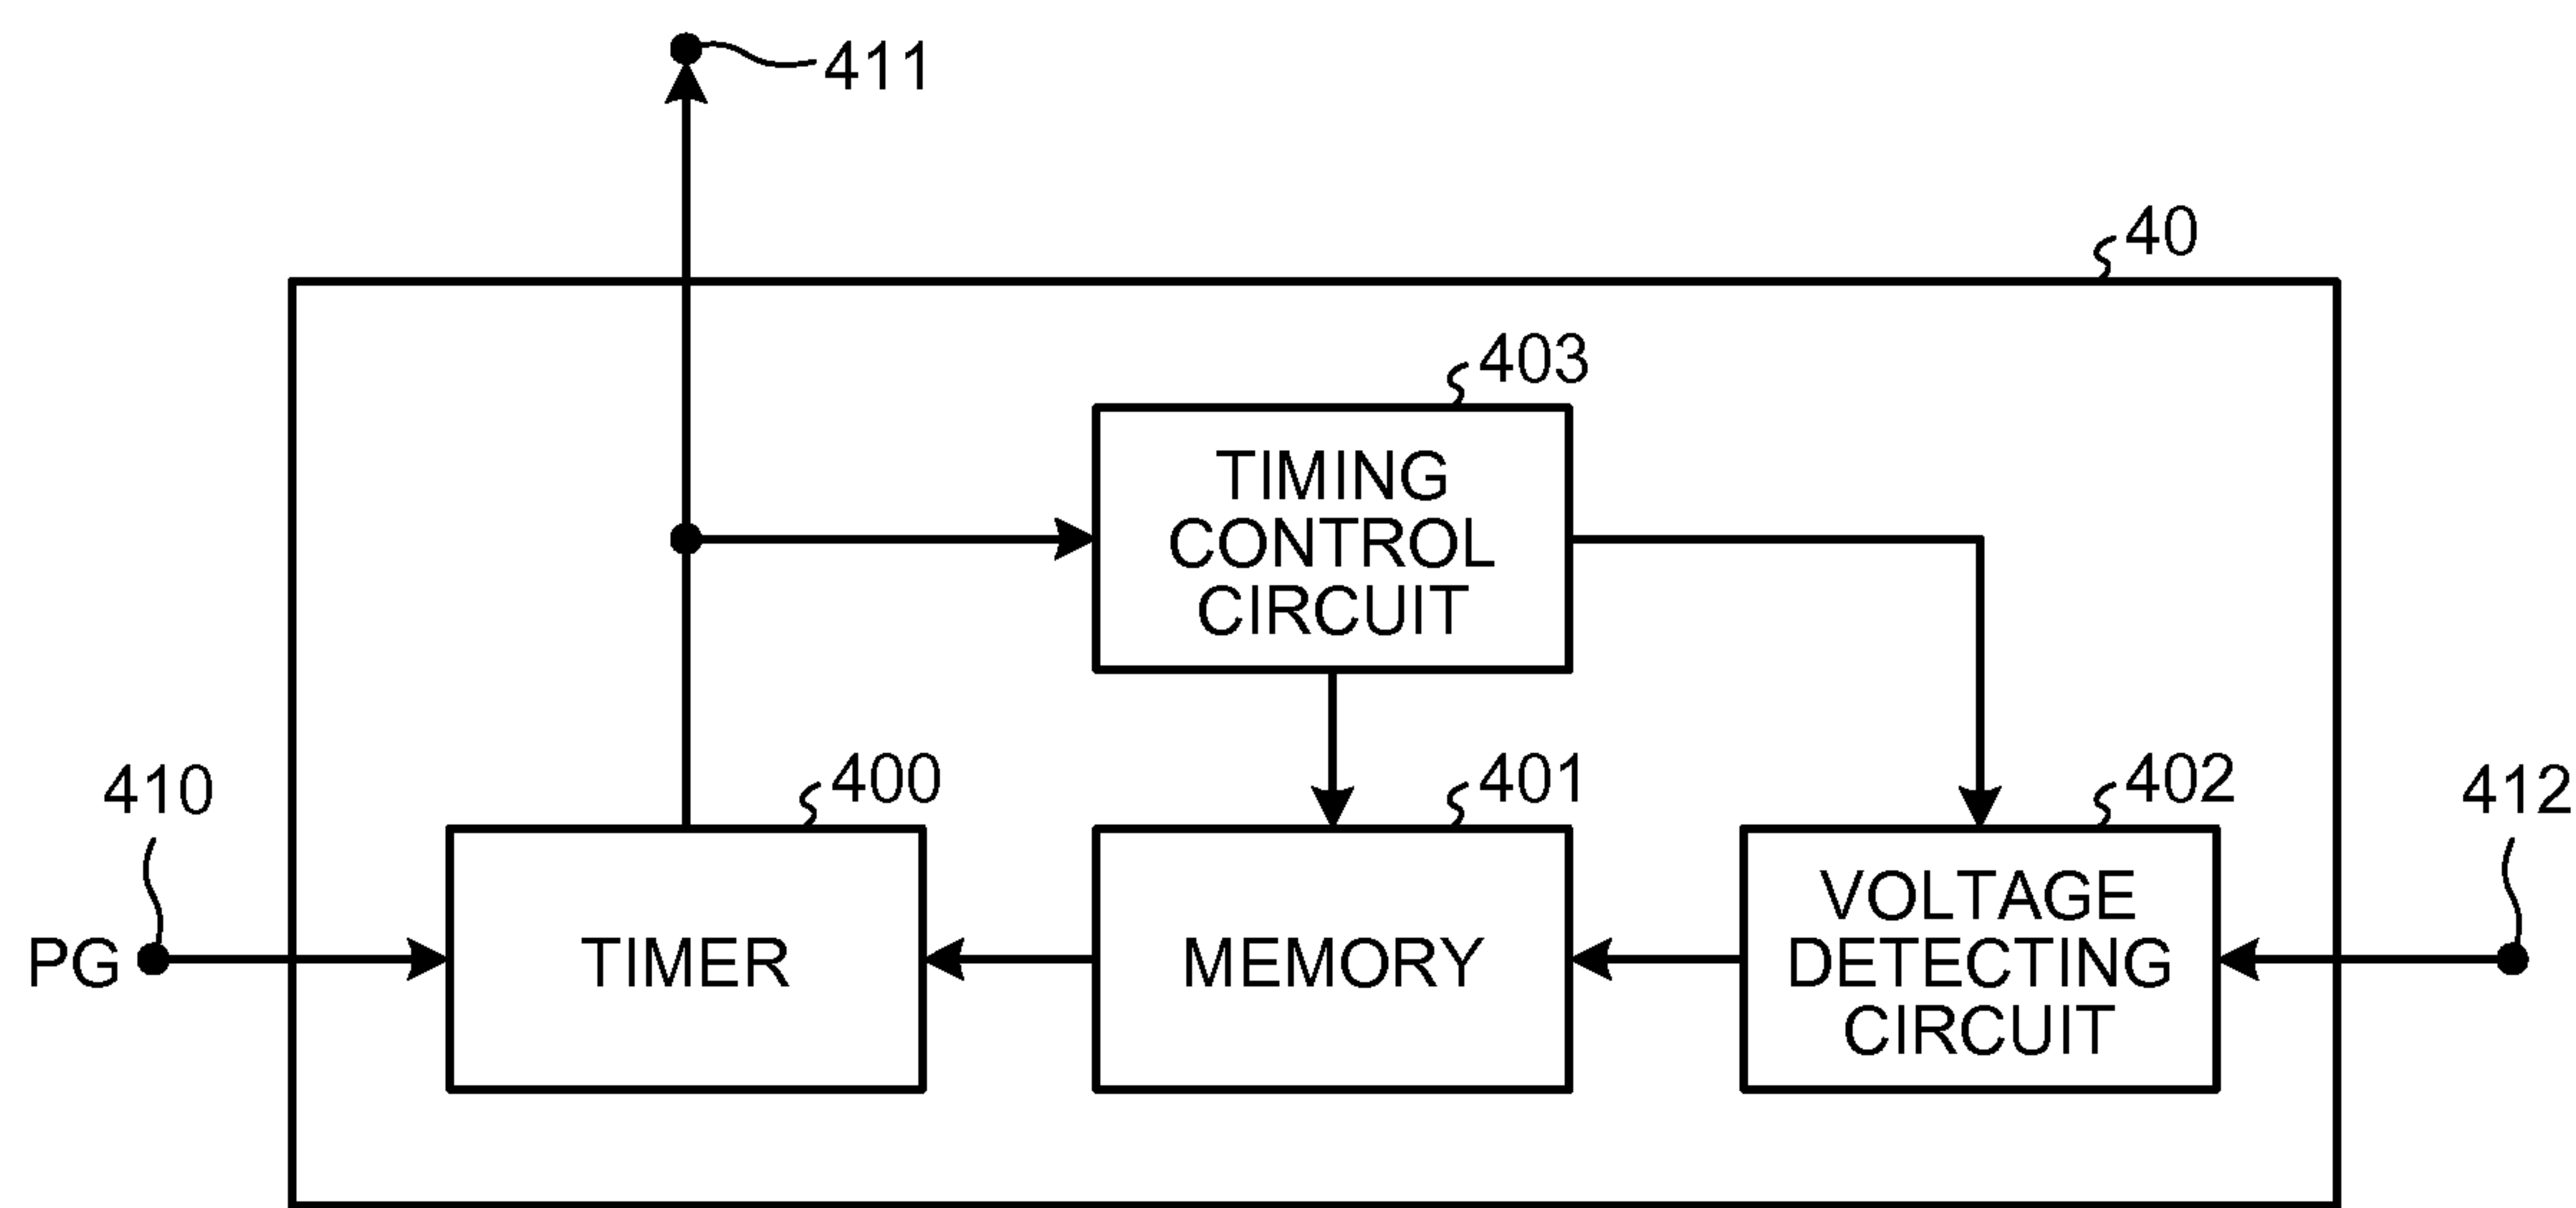 411
40
403
TIMING
CONTROL
CIRCUIT
410
400
401
402
412
PG
TIMER
MEMORY
VOLTAGE
DETECTING
CIRCUIT